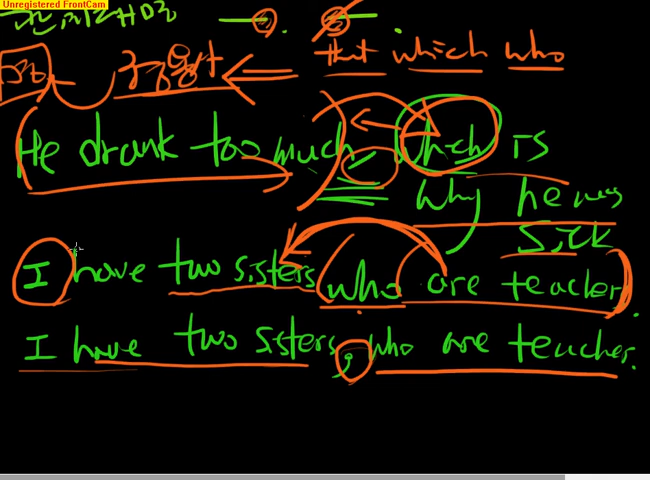 Unregistered FrontCam
that which who
He drank too much, which is
why he was
sick
I have two sisters who are teacher.
I have two sisters, who are teacher.